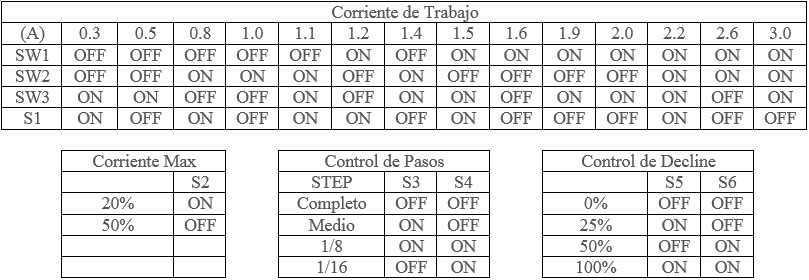 Corriente de Trabajo
(A) 0.3 0.5 0.8 1.0 1.1 1.2 1.4 1.5 1.6 1.9 2.0 2.2 2.6 3.0
SW1 OFF OFF OFF OFF OFF ON OFF ON ON ON ON ON ON ON
SW2 OFF OFF ON ON ON OFF ON OFF OFF OFF OFF ON ON ON
SW3 ON ON OFF OFF ON OFF ON ON OFF ON ON ON OFF ON
S1 ON OFF ON OFF ON ON OFF ON OFF OFF OFF ON OFF OFF
Corriente Max
S2
20% ON
50% OFF
Control de Pasos
STEP S3 S4
Completo OFF OFF
Medio ON OFF
1/8 ON ON
1/16 OFF ON
Control de Decline
S5 S6
0% OFF OFF
25% ON OFF
50% OFF ON
100% ON ON